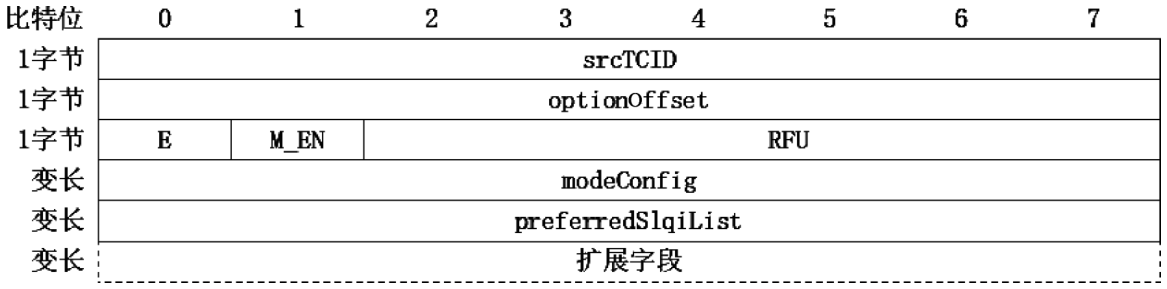 比特位 0 1 2 3 4 5 6 7
1字节 srcTCID
1字节 optionOffset
1字节 E M_EN RFU
变长 modeConfig
变长 preferredSlqiList
变长 扩展字段